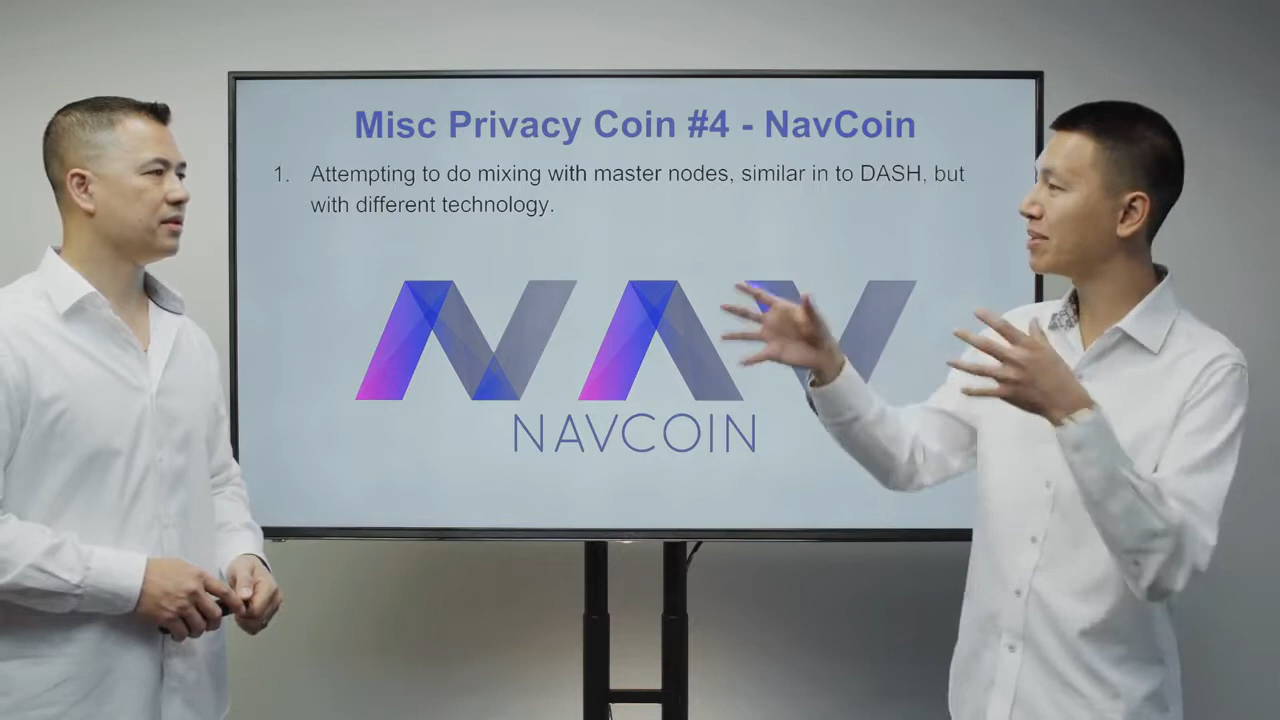 Misc Privacy Coin #4 - NavCoin
1. Attempting to do mixing with master nodes, similar in to DASH, but
with different technology.
NAV
NAVCOIN